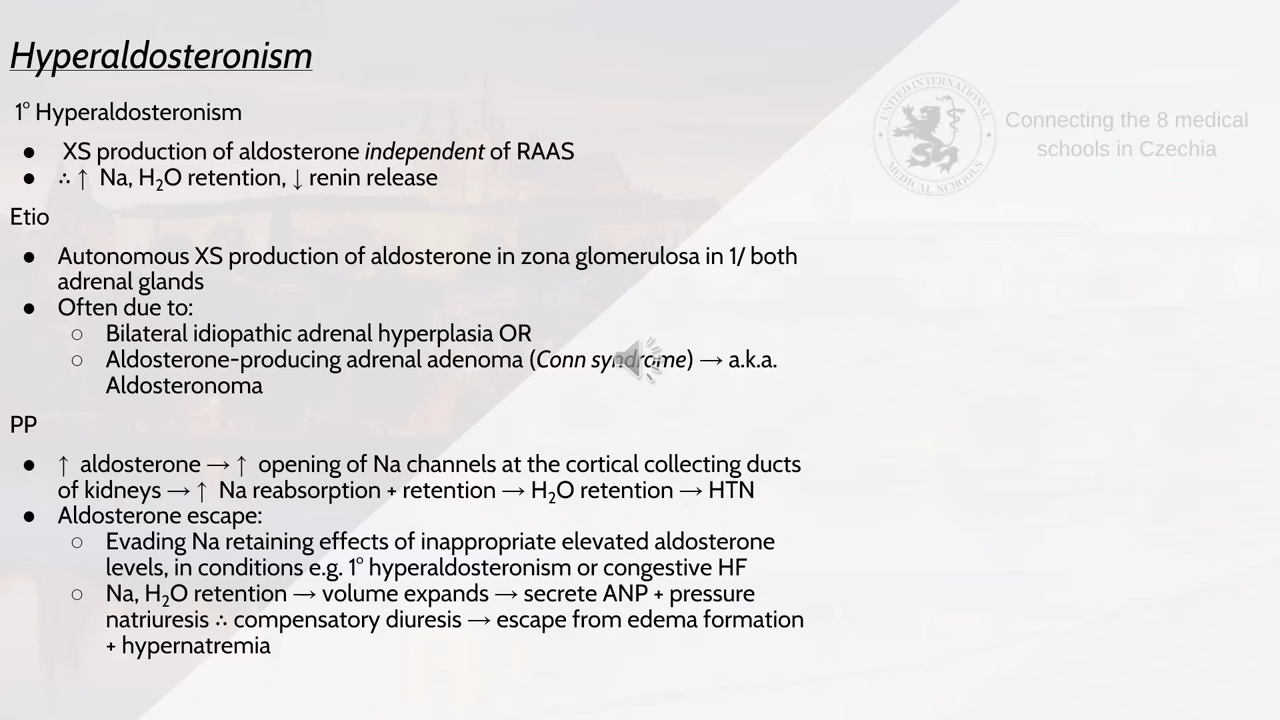 Hyperaldosteronism
1° Hyperaldosteronism
● XS production of aldosterone independent of RAAS
● ∴ ↑ Na, H₂O retention, ↓ renin release
Etio
● Autonomous XS production of aldosterone in zona glomerulosa in 1/ both
adrenal glands
● Often due to:
○ Bilateral idiopathic adrenal hyperplasia OR
○ Aldosterone-producing adrenal adenoma (Conn syndrome) → a.k.a.
Aldosteronoma
PP
● ↑ aldosterone → ↑ opening of Na channels at the cortical collecting ducts
of kidneys → ↑ Na reabsorption + retention → H₂O retention → HTN
● Aldosterone escape:
○ Evading Na retaining effects of inappropriate elevated aldosterone
levels, in conditions e.g. 1° hyperaldosteronism or congestive HF
○ Na, H₂O retention → volume expands → secrete ANP + pressure
natriuresis ∴ compensatory diuresis → escape from edema formation
+ hypernatremia
UNITED INTERNATIONAL
MEDICAL SCHOOLS
Connecting the 8 medical
schools in Czechia